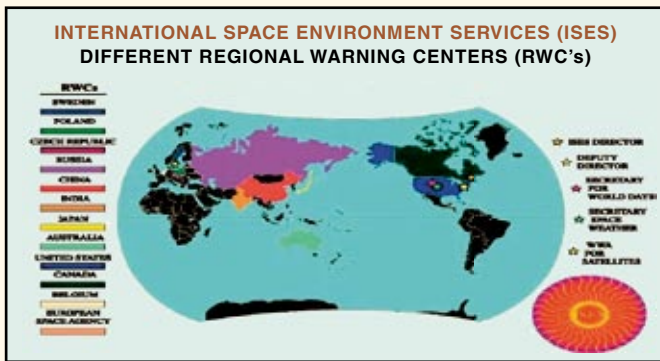 INTERNATIONAL SPACE ENVIRONMENT SERVICES (ISES)
DIFFERENT REGIONAL WARNING CENTERS (RWC's)
RWCs
SWEDEN
POLAND
CZECH REPUBLIC
RUSSIA
CHINA
INDIA
JAPAN
AUSTRALIA
UNITED STATES
CANADA
BELGIUM
EUROPEAN
SPACE AGENCY
ISES DIRECTOR
DEPUTY
DIRECTOR
SECRETARY
FOR
WORLD DAYS
SECRETARY
SPACE
WEATHER
WWA
FOR
SATELLITES